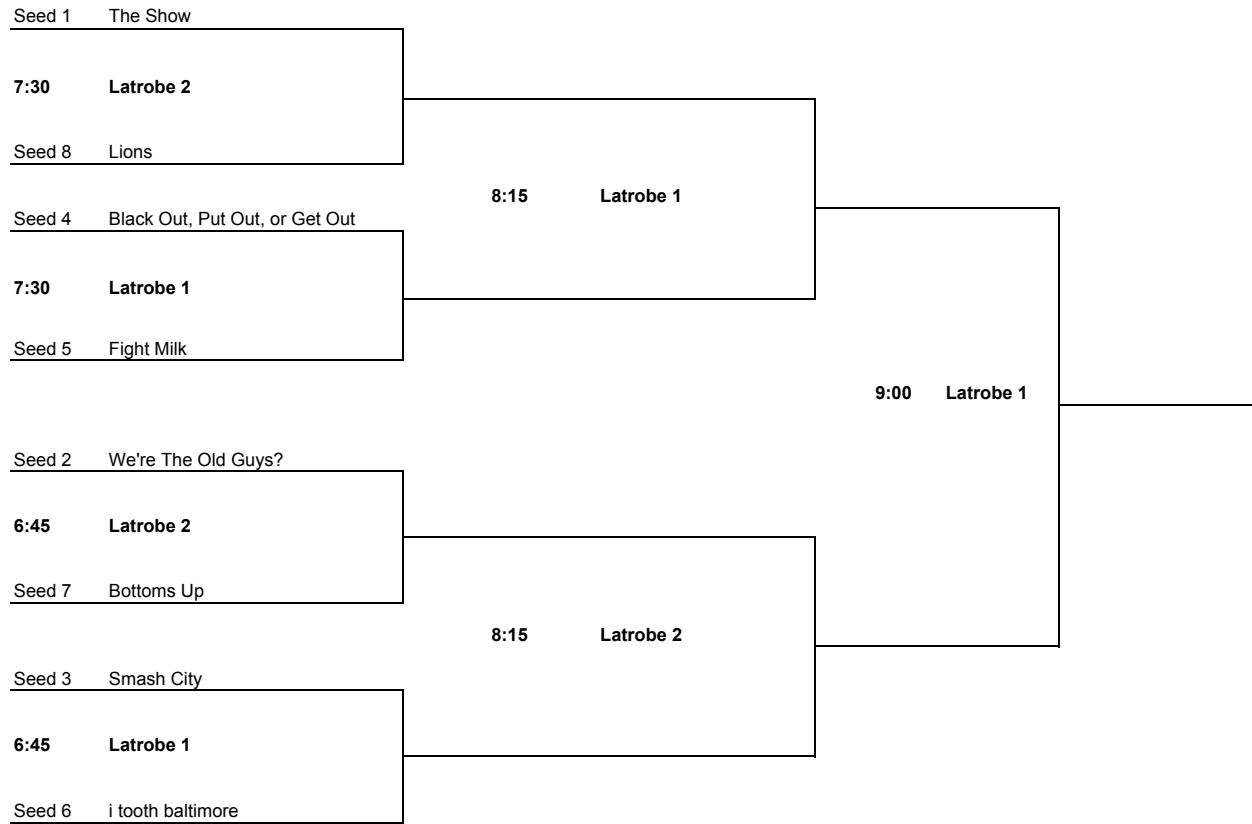 Seed 1 The Show
7:30 Latrobe 2
Seed 8 Lions
8:15 Latrobe 1
Seed 4 Black Out, Put Out, or Get Out
7:30 Latrobe 1
Seed 5 Fight Milk
9:00 Latrobe 1
Seed 2 We're The Old Guys?
6:45 Latrobe 2
Seed 7 Bottoms Up
8:15 Latrobe 2
Seed 3 Smash City
6:45 Latrobe 1
Seed 6 i tooth baltimore